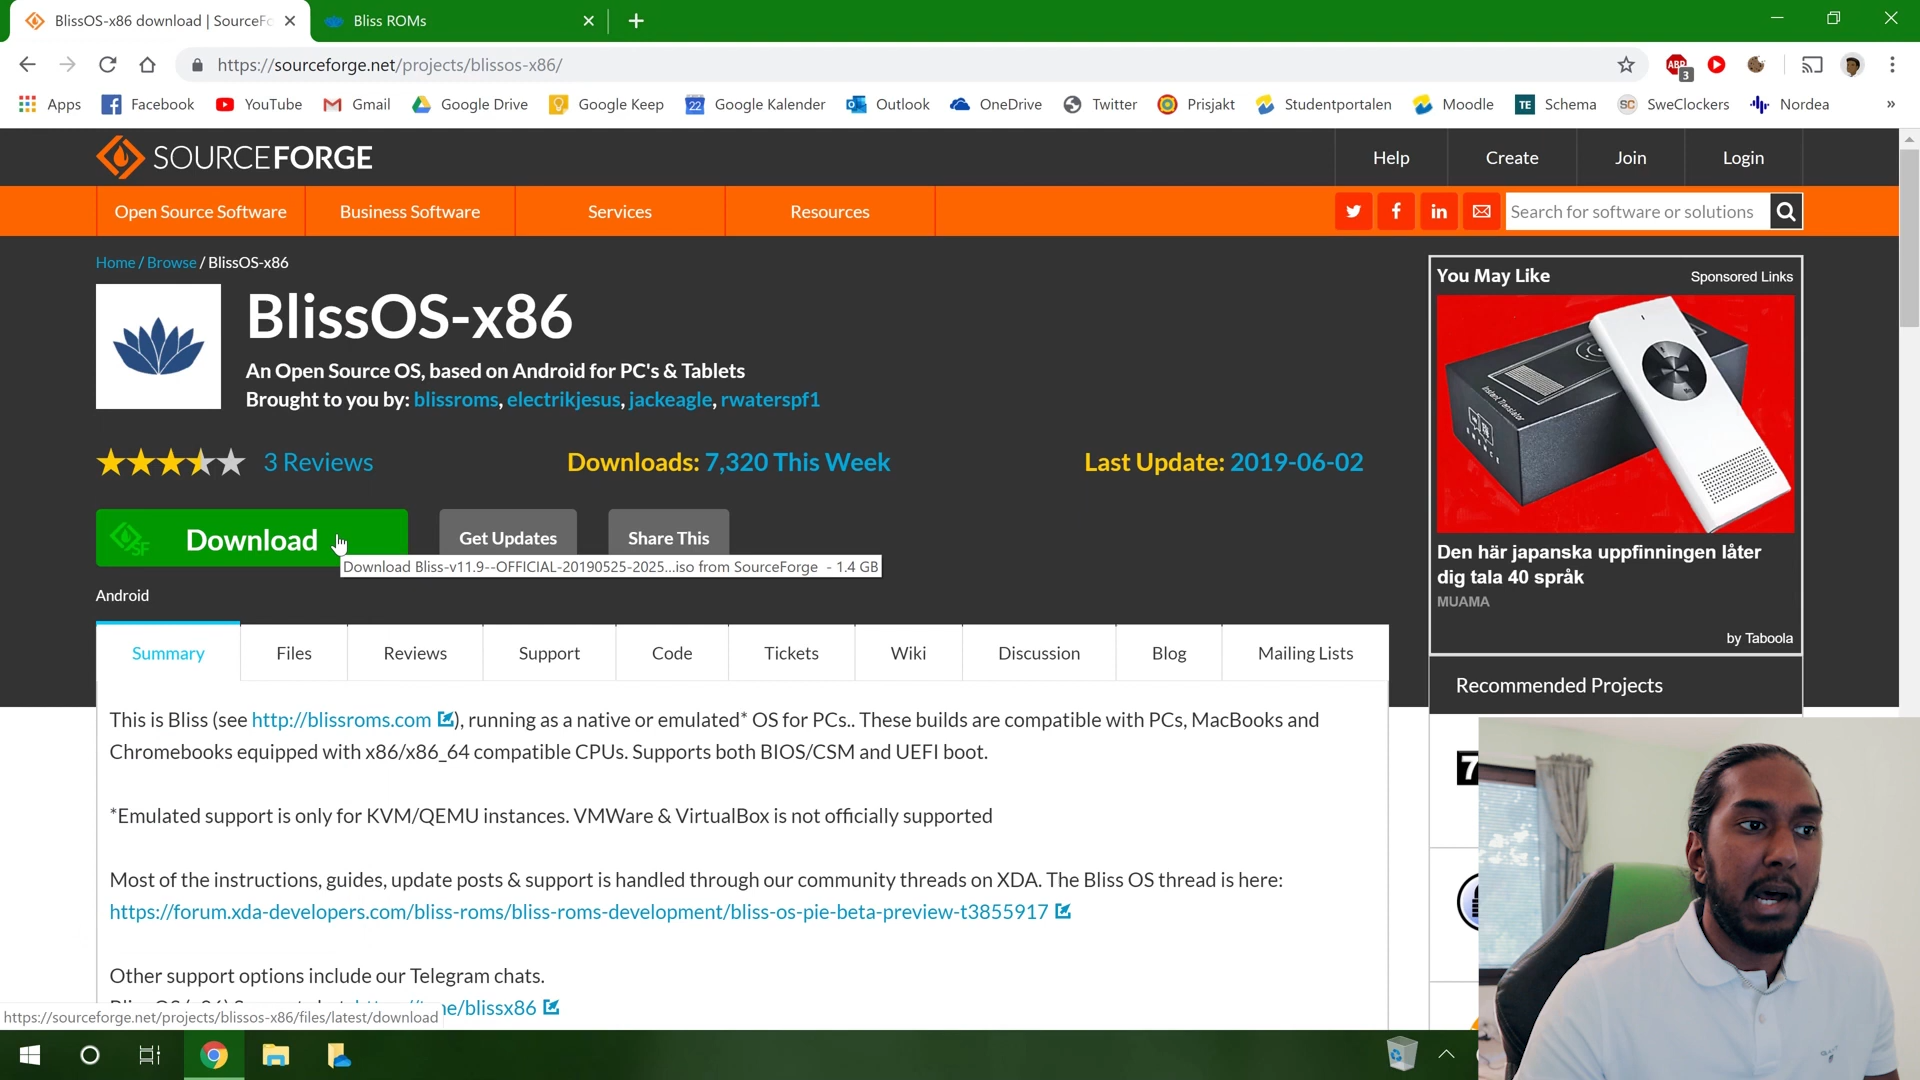 BlissOS-x86 download | SourceFo
Bliss ROMs
https://sourceforge.net/projects/blissos-x86/
ABP
3
Apps
Facebook
YouTube
Gmail
Google Drive
Google Keep
22
Google Kalender
Outlook
OneDrive
Twitter
Prisjakt
Studentportalen
Moodle
TE
Schema
SC
SweClockers
Nordea
»
SOURCEFORGE
Help
Create
Join
Login
Open Source Software
Business Software
Services
Resources
Search for software or solutions
Home / Browse / BlissOS-x86
BlissOS-x86
An Open Source OS, based on Android for PC's & Tablets
Brought to you by: blissroms, electrikjesus, jackeagle, rwaterspf1
3 Reviews
Downloads: 7,320 This Week
Last Update: 2019-06-02
SF
Download
Get Updates
Share This
Download Bliss-v11.9--OFFICIAL-20190525-2025...iso from SourceForge - 1.4 GB
Android
You May Like
Sponsored Links
Instant Translator
MUAMA
ENENCE
Den här japanska uppfinningen låter
dig tala 40 språk
MUAMA
by Taboola
Recommended Projects
7
Summary
Files
Reviews
Support
Code
Tickets
Wiki
Discussion
Blog
Mailing Lists
This is Bliss (see http://blissroms.com), running as a native or emulated* OS for PCs.. These builds are compatible with PCs, MacBooks and
Chromebooks equipped with x86/x86_64 compatible CPUs. Supports both BIOS/CSM and UEFI boot.
*Emulated support is only for KVM/QEMU instances. VMWare & VirtualBox is not officially supported
Most of the instructions, guides, update posts & support is handled through our community threads on XDA. The Bliss OS thread is here:
https://forum.xda-developers.com/bliss-roms/bliss-roms-development/bliss-os-pie-beta-preview-t3855917
Other support options include our Telegram chats.
me/blissx86
https://sourceforge.net/projects/blissos-x86/files/latest/download